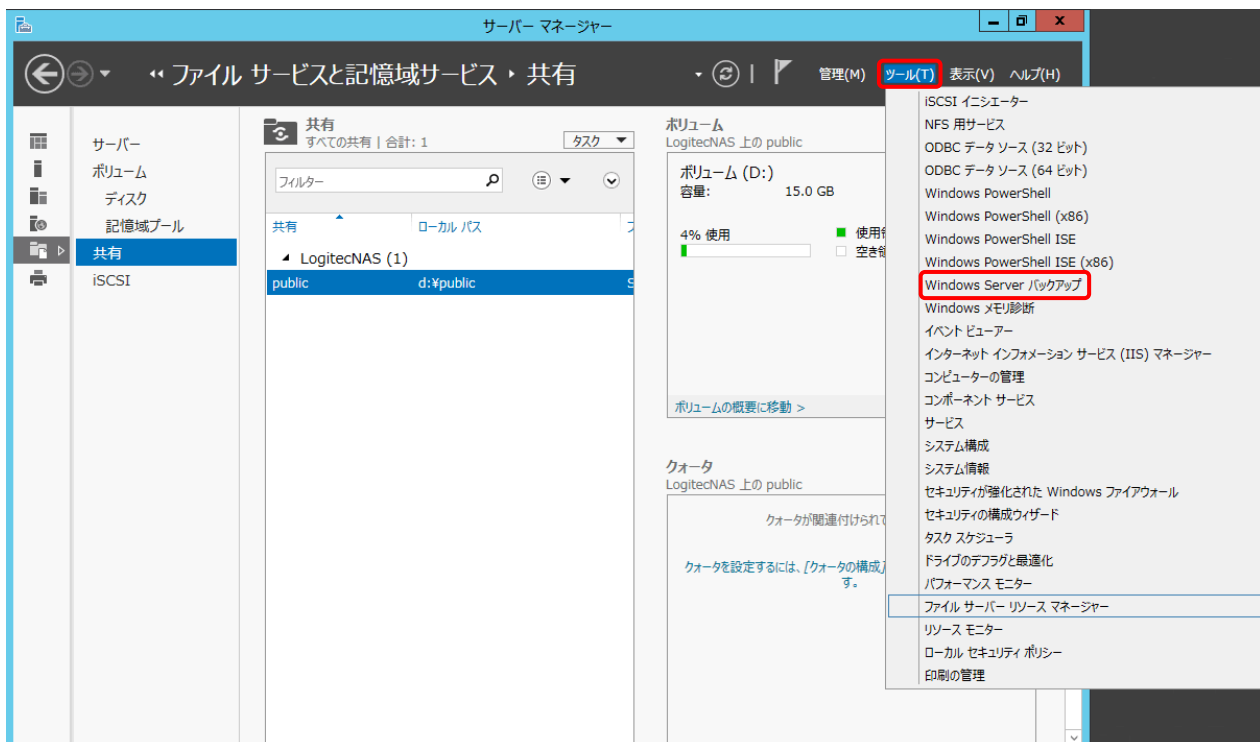 サーバー マネージャー
ファイル サービスと記憶域サービス ‣ 共有
管理(M) ツール(T) 表示(V) ヘルプ(H)
サーバー
ボリューム
ディスク
記憶域プール
共有
iSCSI
共有
すべての共有 | 合計: 1
タスク
フィルター
共有 ローカル パス
LogitecNAS (1)
public d:¥public S
ボリューム
LogitecNAS 上の public
ボリューム (D:)
容量: 15.0 GB
4% 使用
使用
空き
ボリュームの概要に移動 >
クォータ
LogitecNAS 上の public
クォータが関連付けられて
クォータを設定するには、[クォータの構成]
す。
iSCSI イニシエーター
NFS 用サービス
ODBC データ ソース (32 ビット)
ODBC データ ソース (64 ビット)
Windows PowerShell
Windows PowerShell (x86)
Windows PowerShell ISE
Windows PowerShell ISE (x86)
Windows Server バックアップ
Windows メモリ診断
イベント ビューアー
インターネット インフォメーション サービス (IIS) マネージャー
コンピューターの管理
コンポーネント サービス
サービス
システム構成
システム情報
セキュリティが強化された Windows ファイアウォール
セキュリティの構成ウィザード
タスク スケジューラ
ドライブのデフラグと最適化
パフォーマンス モニター
ファイル サーバー リソース マネージャー
リソース モニター
ローカル セキュリティ ポリシー
印刷の管理